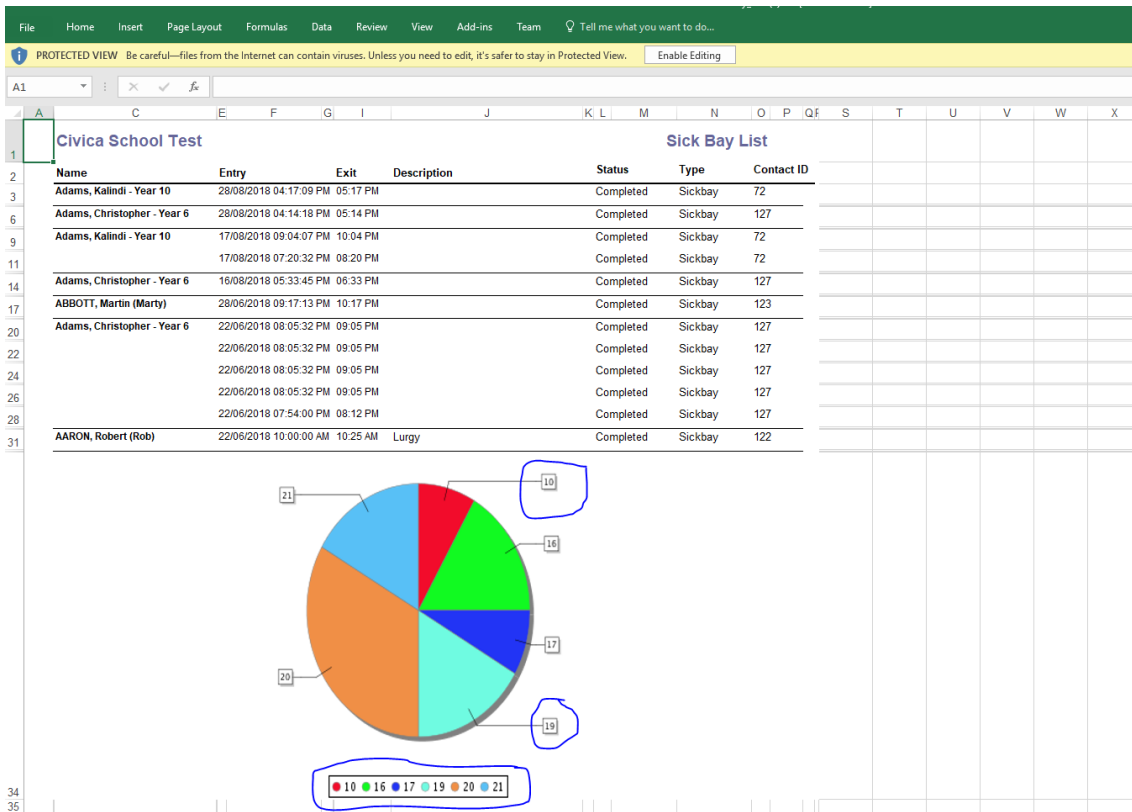 File Home Insert Page Layout Formulas Data Review View Add-ins Team Tell me what you want to do...
PROTECTED VIEW Be careful—files from the Internet can contain viruses. Unless you need to edit, it's safer to stay in Protected View. Enable Editing
A1 fx
A C E F G I J K L M N O P Q S T U V W X
1 Civica School Test Sick Bay List
2 Name Entry Exit Description Status Type Contact ID
3 Adams, Kalindi - Year 10 28/08/2018 04:17:09 PM 05:17 PM Completed Sickbay 72
6 Adams, Christopher - Year 6 28/08/2018 04:14:18 PM 05:14 PM Completed Sickbay 127
9 Adams, Kalindi - Year 10 17/08/2018 09:04:07 PM 10:04 PM Completed Sickbay 72
11 17/08/2018 07:20:32 PM 08:20 PM Completed Sickbay 72
14 Adams, Christopher - Year 6 16/08/2018 05:33:45 PM 06:33 PM Completed Sickbay 127
17 ABBOTT, Martin (Marty) 28/06/2018 09:17:13 PM 10:17 PM Completed Sickbay 123
20 Adams, Christopher - Year 6 22/06/2018 08:05:32 PM 09:05 PM Completed Sickbay 127
22 22/06/2018 08:05:32 PM 09:05 PM Completed Sickbay 127
24 22/06/2018 08:05:32 PM 09:05 PM Completed Sickbay 127
26 22/06/2018 08:05:32 PM 09:05 PM Completed Sickbay 127
28 22/06/2018 07:54:00 PM 08:12 PM Completed Sickbay 127
31 AARON, Robert (Rob) 22/06/2018 10:00:00 AM 10:25 AM Lurgy Completed Sickbay 122
10
21
16
17
20
19
10 16 17 19 20 21
34
35